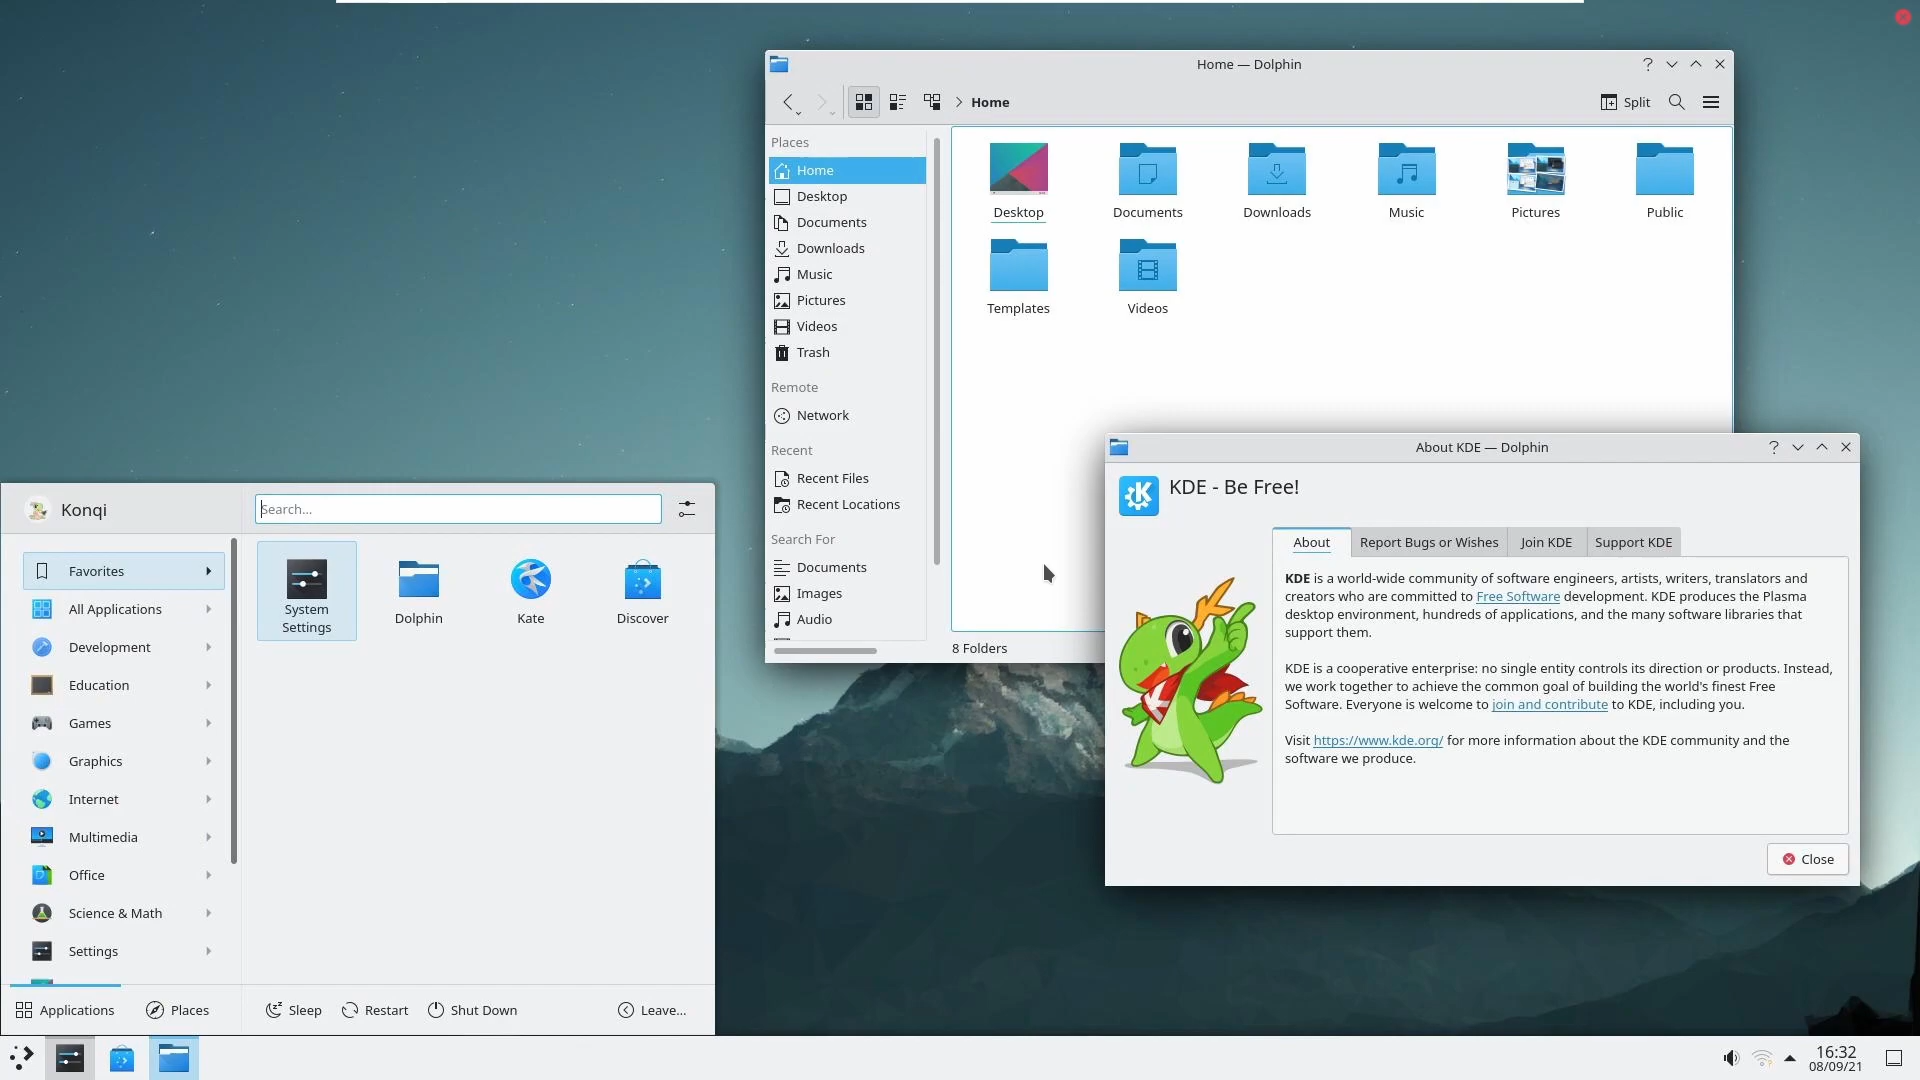 Home — Dolphin
Home
Split
Places
Home
Desktop
Documents
Downloads
Music
Pictures
Videos
Trash
Remote
Network
Recent
Recent Files
Recent Locations
Search For
Documents
Images
Audio
Desktop
Documents
Downloads
Music
Pictures
Public
Templates
Videos
8 Folders
About KDE — Dolphin
KDE - Be Free!
About
Report Bugs or Wishes
Join KDE
Support KDE
KDE is a world-wide community of software engineers, artists, writers, translators and
creators who are committed to Free Software development. KDE produces the Plasma
desktop environment, hundreds of applications, and the many software libraries that
support them.
KDE is a cooperative enterprise: no single entity controls its direction or products. Instead,
we work together to achieve the common goal of building the world's finest Free
Software. Everyone is welcome to join and contribute to KDE, including you.
Visit https://www.kde.org/ for more information about the KDE community and the
software we produce.
Close
Konqi
Search...
Favorites
All Applications
Development
Education
Games
Graphics
Internet
Multimedia
Office
Science & Math
Settings
System
Settings
Dolphin
Kate
Discover
Applications
Places
Sleep
Restart
Shut Down
Leave...
16:32
08/09/21